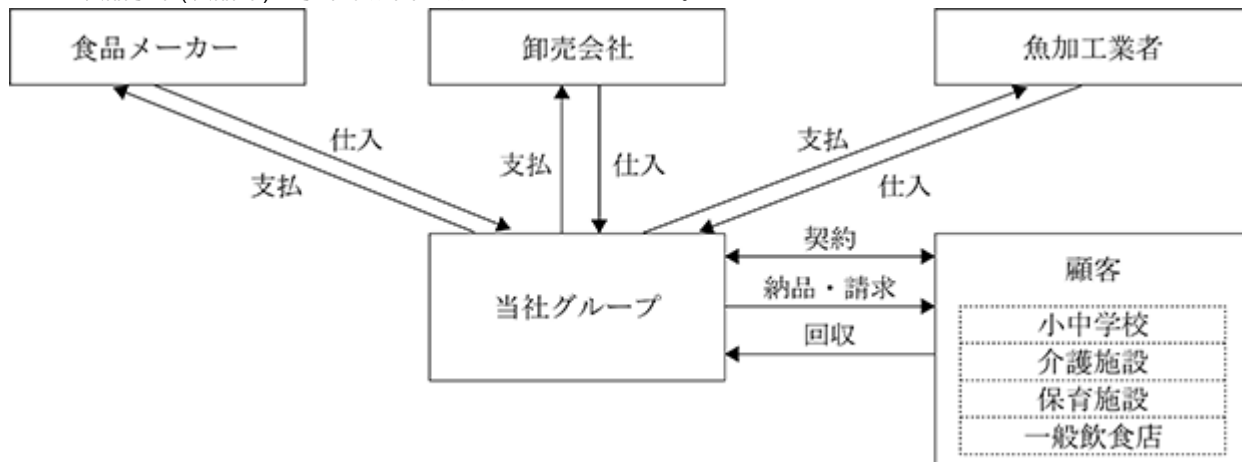 食品メーカー
卸売会社
魚加工業者
仕入
支払
支払
仕入
支払
仕入
当社グループ
契約
納品・請求
回収
顧客
小中学校
介護施設
保育施設
一般飲食店